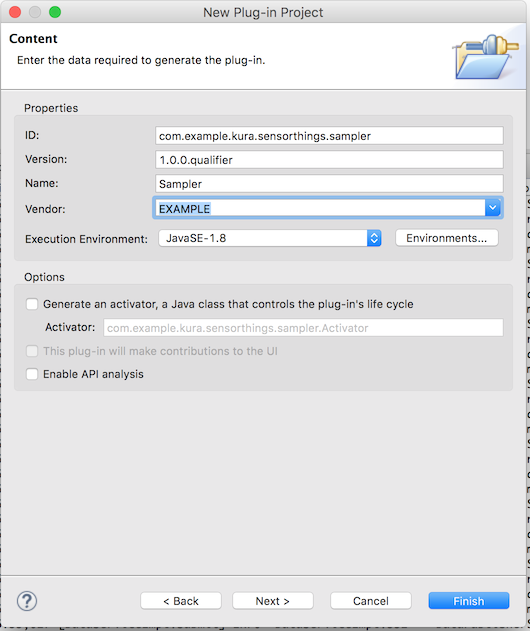 New Plug-in Project
Content
Enter the data required to generate the plug-in.
Properties
ID: com.example.kura.sensorthings.sampler
Version: 1.0.0.qualifier
Name: Sampler
Vendor: EXAMPLE
Execution Environment: JavaSE-1.8 Environments...
Options
Generate an activator, a Java class that controls the plug-in's life cycle
Activator: com.example.kura.sensorthings.sampler.Activator
This plug-in will make contributions to the UI
Enable API analysis
? < Back Next > Cancel Finish